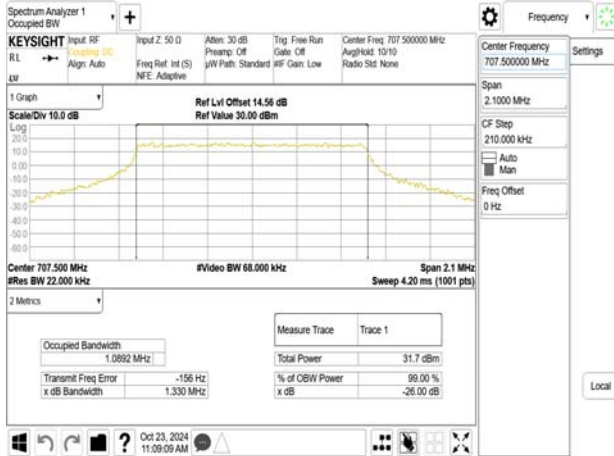 Spectrum Analyzer 1
Occupied BW
Frequency
KEYSIGHT
RL
Input: RF
Coupling: DC
Align: Auto
Input Z: 50 Ω
Freq Ref: Int (S)
NFE: Adaptive
Atten: 30 dB
Preamp: Off
µW Path: Standard
Trig: Free Run
Gate: Off
#IF Gain: Low
Center Freq: 707.500000 MHz
Avg|Hold: 10/10
Radio Std: None
Center Frequency
707.500000 MHz
Settings
Span
2.1000 MHz
CF Step
210.000 kHz
Auto
Man
Freq Offset
0 Hz
1 Graph
Scale/Div 10.0 dB
Ref Lvl Offset 14.56 dB
Ref Value 30.00 dBm
Log
20.0
10.0
0.00
-10.0
-20.0
-30.0
-40.0
-50.0
-60.0
Center 707.500 MHz
#Res BW 22.000 kHz
#Video BW 68.000 kHz
Span 2.1 MHz
Sweep 4.20 ms (1001 pts)
2 Metrics
Occupied Bandwidth
1.0892 MHz
Transmit Freq Error -156 Hz
x dB Bandwidth 1.330 MHz
Measure Trace Trace 1
Total Power 31.7 dBm
% of OBW Power 99.00 %
x dB -26.00 dB
Local
Oct 23, 2024
11:09:09 AM